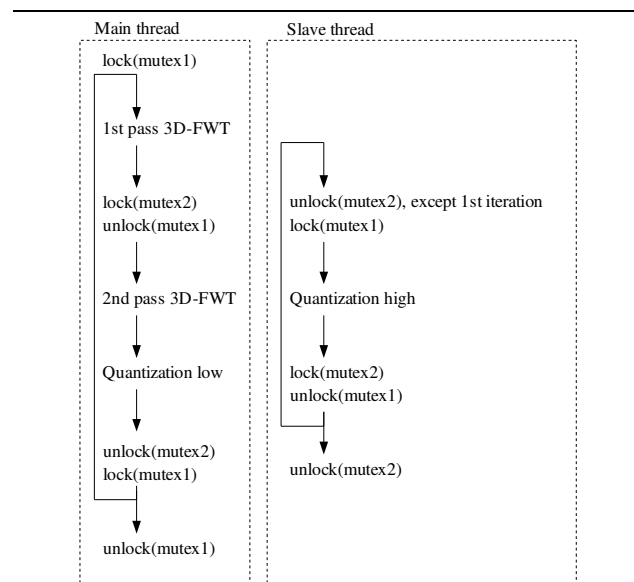 Main thread
lock(mutex1)
1st pass 3D-FWT
lock(mutex2)
unlock(mutex1)
2nd pass 3D-FWT
Quantization low
unlock(mutex2)
lock(mutex1)
unlock(mutex1)
Slave thread
unlock(mutex2), except 1st iteration
lock(mutex1)
Quantization high
lock(mutex2)
unlock(mutex1)
unlock(mutex2)